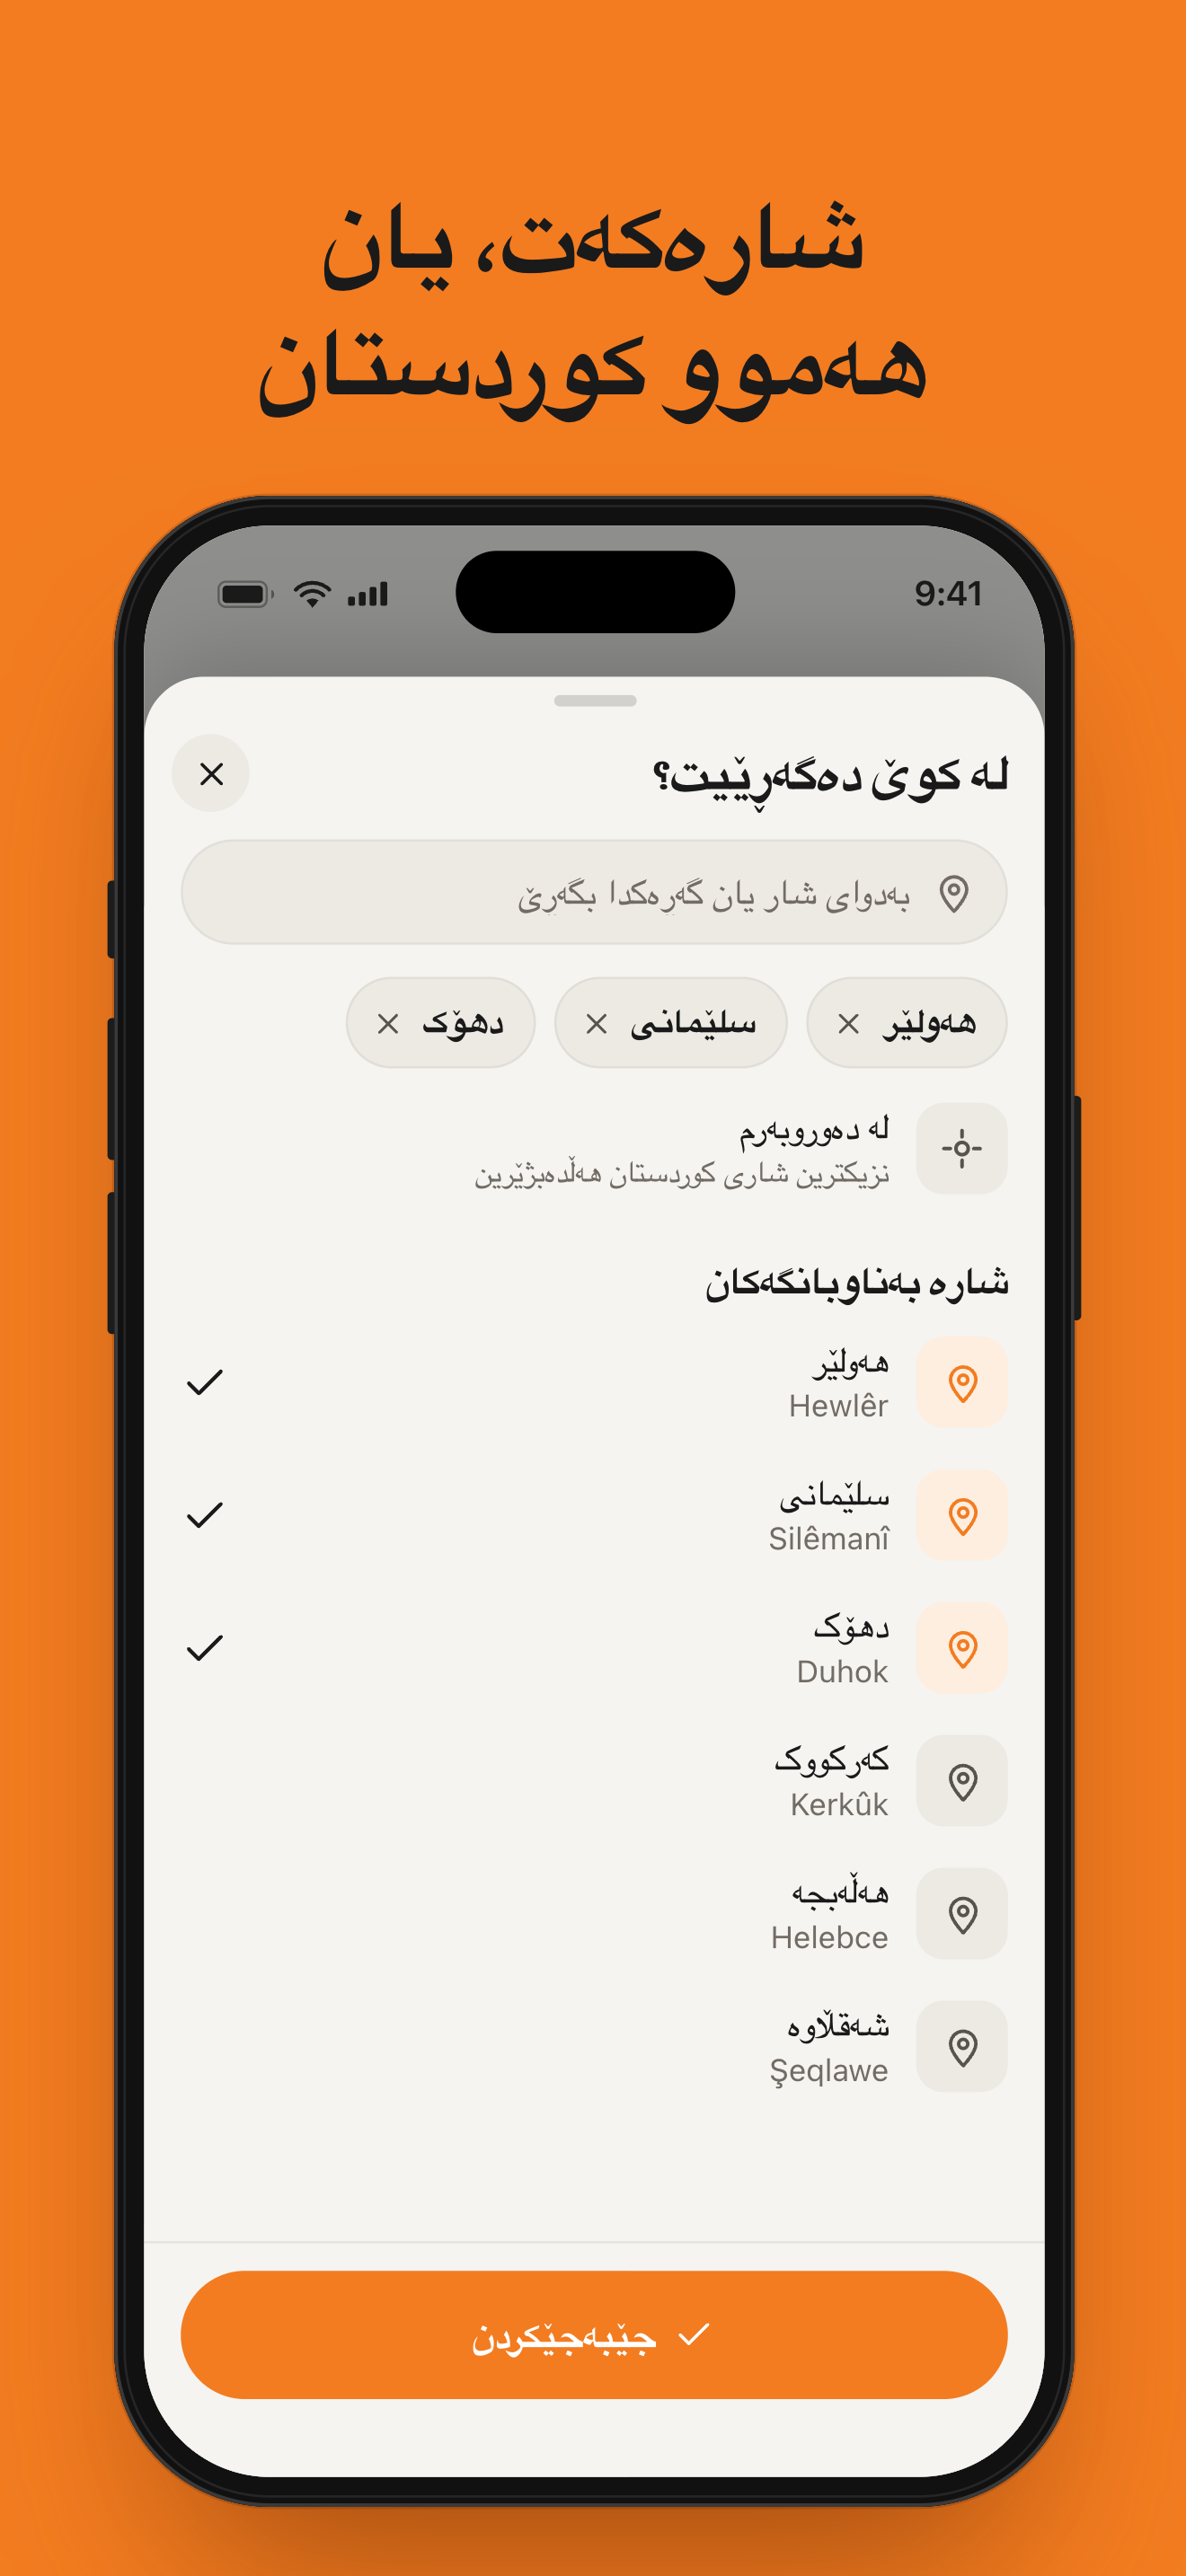 شارەکەت، یان
هەموو کوردستان
9:41
لە کوێ دەگەڕێیت؟
بەدوای شار یان گەڕەکدا بگەڕێ
هەولێر
سلێمانی
دهۆک
لە دەوروبەرم
نزیکترین شاری کوردستان هەڵدەبژێرین
شارە بەناوبانگەکان
هەولێر
Hewlêr
سلێمانی
Silêmanî
دهۆک
Duhok
کەرکووک
Kerkûk
هەڵەبجە
Helebce
شەقڵاوە
Şeqlawe
جێبەجێکردن